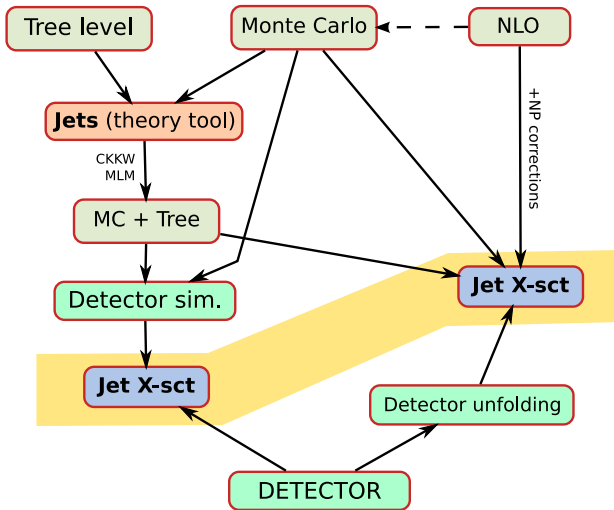 Tree level
Monte Carlo
NLO
Jets (theory tool)
+NP corrections
CKKW
MLM
MC + Tree
Detector sim.
Jet X-sct
Jet X-sct
Detector unfolding
DETECTOR